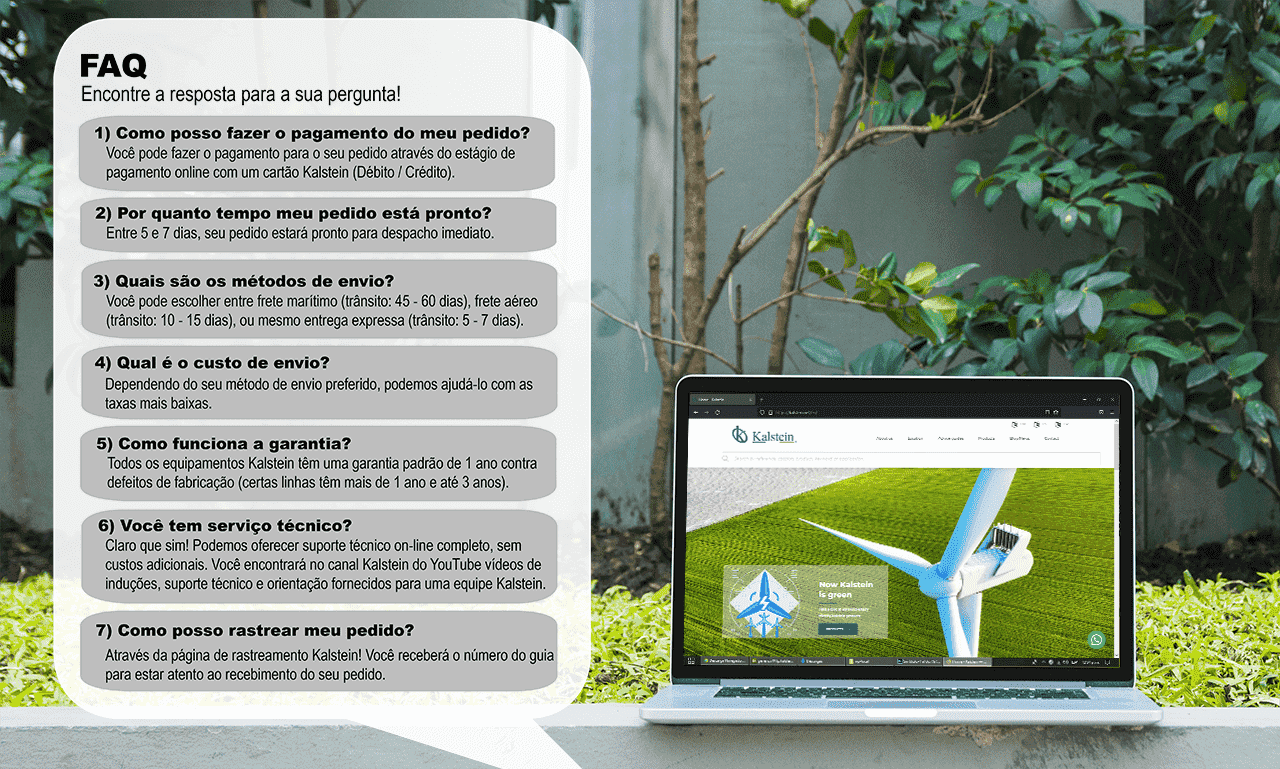 FAQ
Encontre a resposta para a sua pergunta!
1) Como posso fazer o pagamento do meu pedido?
Você pode fazer o pagamento para o seu pedido através do estágio de
pagamento online com um cartão Kalstein (Débito / Crédito).
2) Por quanto tempo meu pedido está pronto?
Entre 5 e 7 dias, seu pedido estará pronto para despacho imediato.
3) Quais são os métodos de envio?
Você pode escolher entre frete marítimo (trânsito: 45 - 60 dias), frete aéreo
(trânsito: 10 - 15 dias), ou mesmo entrega expressa (trânsito: 5 - 7 dias).
4) Qual é o custo de envio?
Dependendo do seu método de envio preferido, podemos ajudá-lo com as
taxas mais baixas.
5) Como funciona a garantia?
Todos os equipamentos Kalstein têm uma garantia padrão de 1 ano contra
defeitos de fabricação (certas linhas têm mais de 1 ano e até 3 anos).
6) Você tem serviço técnico?
Claro que sim! Podemos oferecer suporte técnico on-line completo, sem
custos adicionais. Você encontrará no canal Kalstein do YouTube vídeos de
induções, suporte técnico e orientação fornecidos para uma equipe Kalstein.
7) Como posso rastrear meu pedido?
Através da página de rastreamento Kalstein! Você receberá o número do guia
para estar atento ao recebimento do seu pedido.
Kalstein
About us
Products
Contact
Now Kalstein
is green